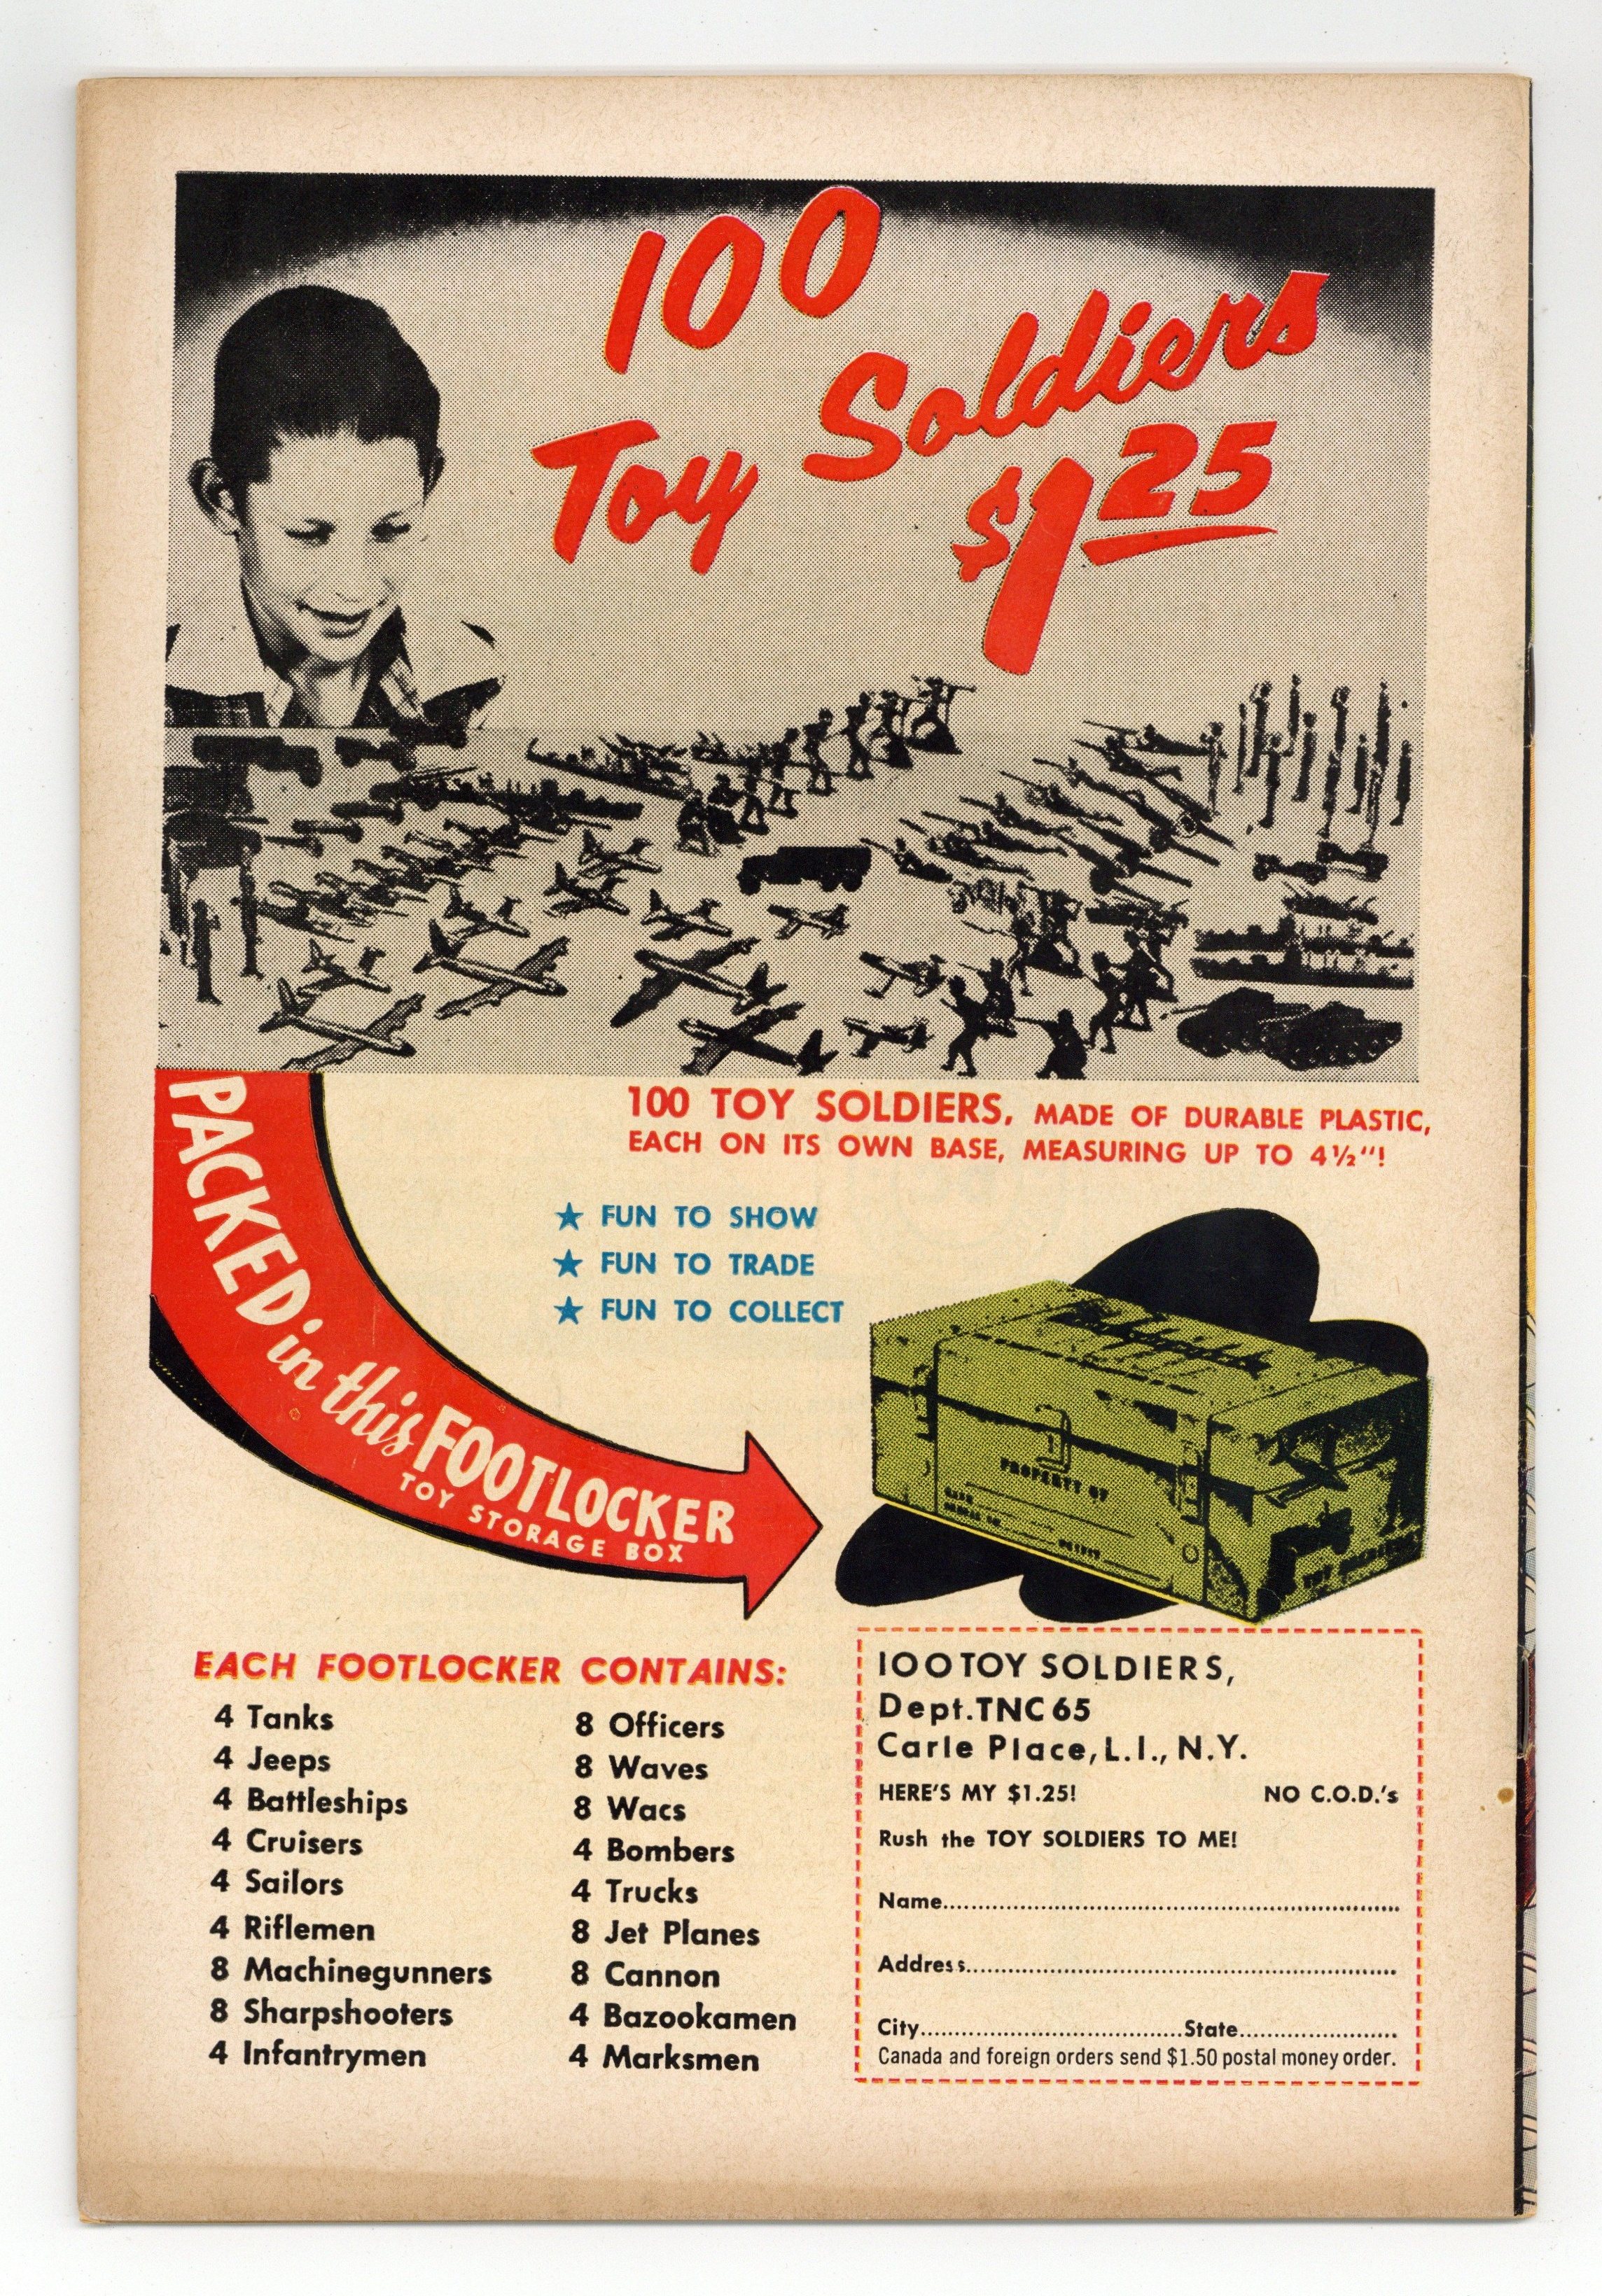 100
Toy Soldiers
$1 25
100 TOY SOLDIERS, MADE OF DURABLE PLASTIC,
EACH ON ITS OWN BASE, MEASURING UP TO 4½"!
★ FUN TO SHOW
★ FUN TO TRADE
★ FUN TO COLLECT
PACKED in this FOOTLOCKER
TOY STORAGE BOX
PROPERTY OF
EACH FOOTLOCKER CONTAINS:
4 Tanks
4 Jeeps
4 Battleships
4 Cruisers
4 Sailors
4 Riflemen
8 Machinegunners
8 Sharpshooters
4 Infantrymen
8 Officers
8 Waves
8 Wacs
4 Bombers
4 Trucks
8 Jet Planes
8 Cannon
4 Bazookamen
4 Marksmen
100 TOY SOLDIERS,
Dept. TNC 65
Carle Place, L.I., N.Y.
HERE'S MY $1.25! NO C.O.D.'s
Rush the TOY SOLDIERS TO ME!
Name
Address
City State
Canada and foreign orders send $1.50 postal money order.